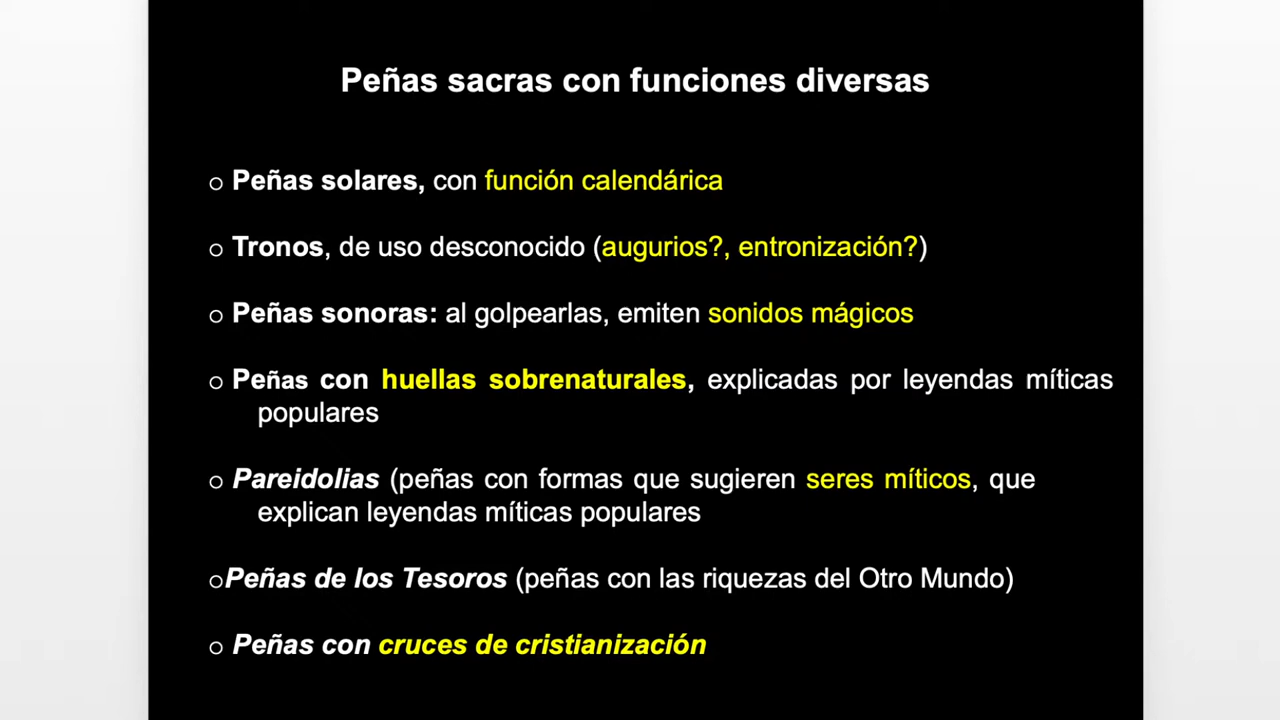 Peñas sacras con funciones diversas
o Peñas solares, con función calendárica
o Tronos, de uso desconocido (augurios?, entronización?)
o Peñas sonoras: al golpearlas, emiten sonidos mágicos
o Peñas con huellas sobrenaturales, explicadas por leyendas míticas
populares
o Pareidolias (peñas con formas que sugieren seres míticos, que
explican leyendas míticas populares
oPeñas de los Tesoros (peñas con las riquezas del Otro Mundo)
o Peñas con cruces de cristianización